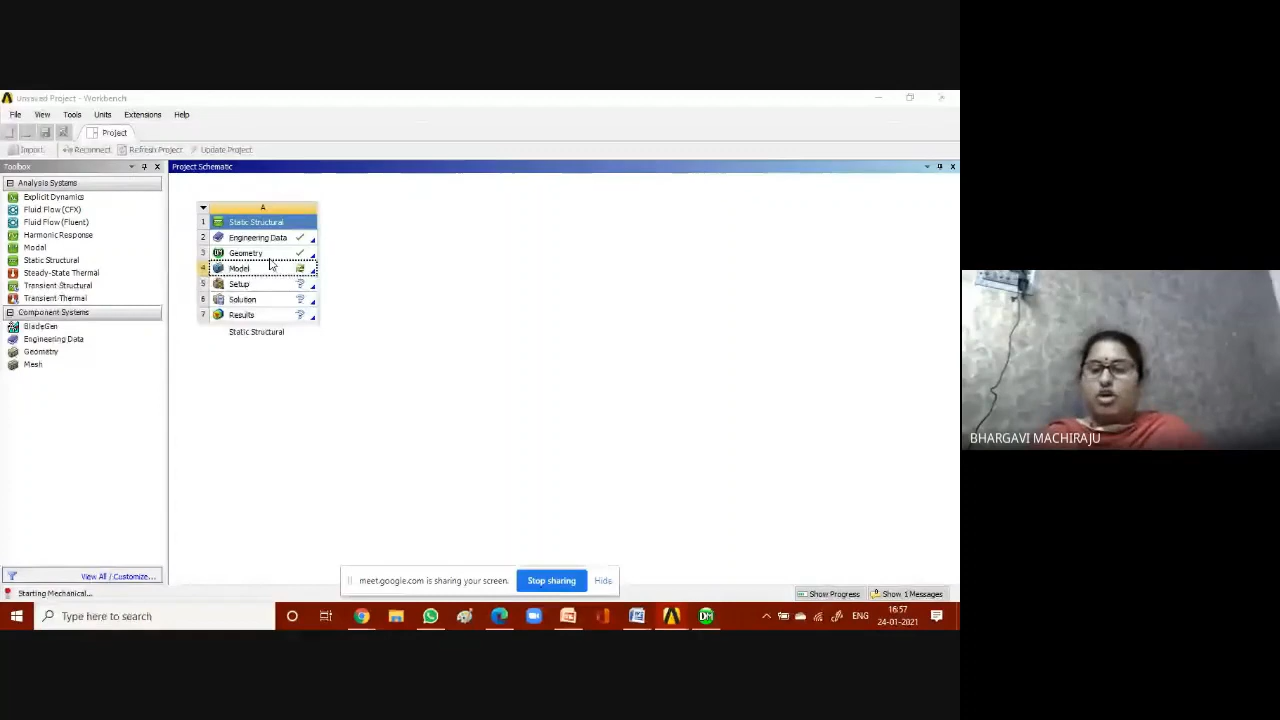 Unsaved Project - Workbench
File View Tools Units Extensions Help
Project
Import... Reconnect Refresh Project Update Project
Toolbox
Project Schematic
Analysis Systems
Explicit Dynamics
Fluid Flow (CFX)
Fluid Flow (Fluent)
Harmonic Response
Modal
Static Structural
Steady-State Thermal
Transient Structural
Transient Thermal
Component Systems
BladeGen
Engineering Data
Geometry
Mesh
A
1 Static Structural
2 Engineering Data
3 Geometry
4 Model
5 Setup
6 Solution
7 Results
Static Structural
BHARGAVI MACHIRAJU
View All / Customize...
meet.google.com is sharing your screen. Stop sharing Hide
Starting Mechanical...
Show Progress Show 1 Messages
Type here to search
ENG
16:57
24-01-2021